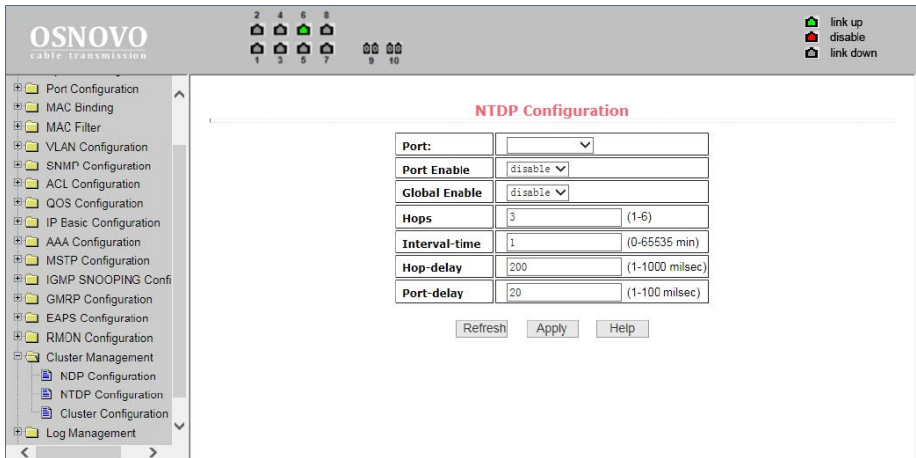 OSNOVO
cable transmission
2 4 6 8
1 3 5 7 9 10
link up
disable
link down
Port Configuration
MAC Binding
MAC Filter
VLAN Configuration
SNMP Configuration
ACL Configuration
QOS Configuration
IP Basic Configuration
AAA Configuration
MSTP Configuration
IGMP SNOOPING Confi
GMRP Configuration
EAPS Configuration
RMON Configuration
Cluster Management
NDP Configuration
NTDP Configuration
Cluster Configuration
Log Management
NTDP Configuration
Port:
Port Enable disable
Global Enable disable
Hops 3 (1-6)
Interval-time 1 (0-65535 min)
Hop-delay 200 (1-1000 milsec)
Port-delay 20 (1-100 milsec)
Refresh Apply Help